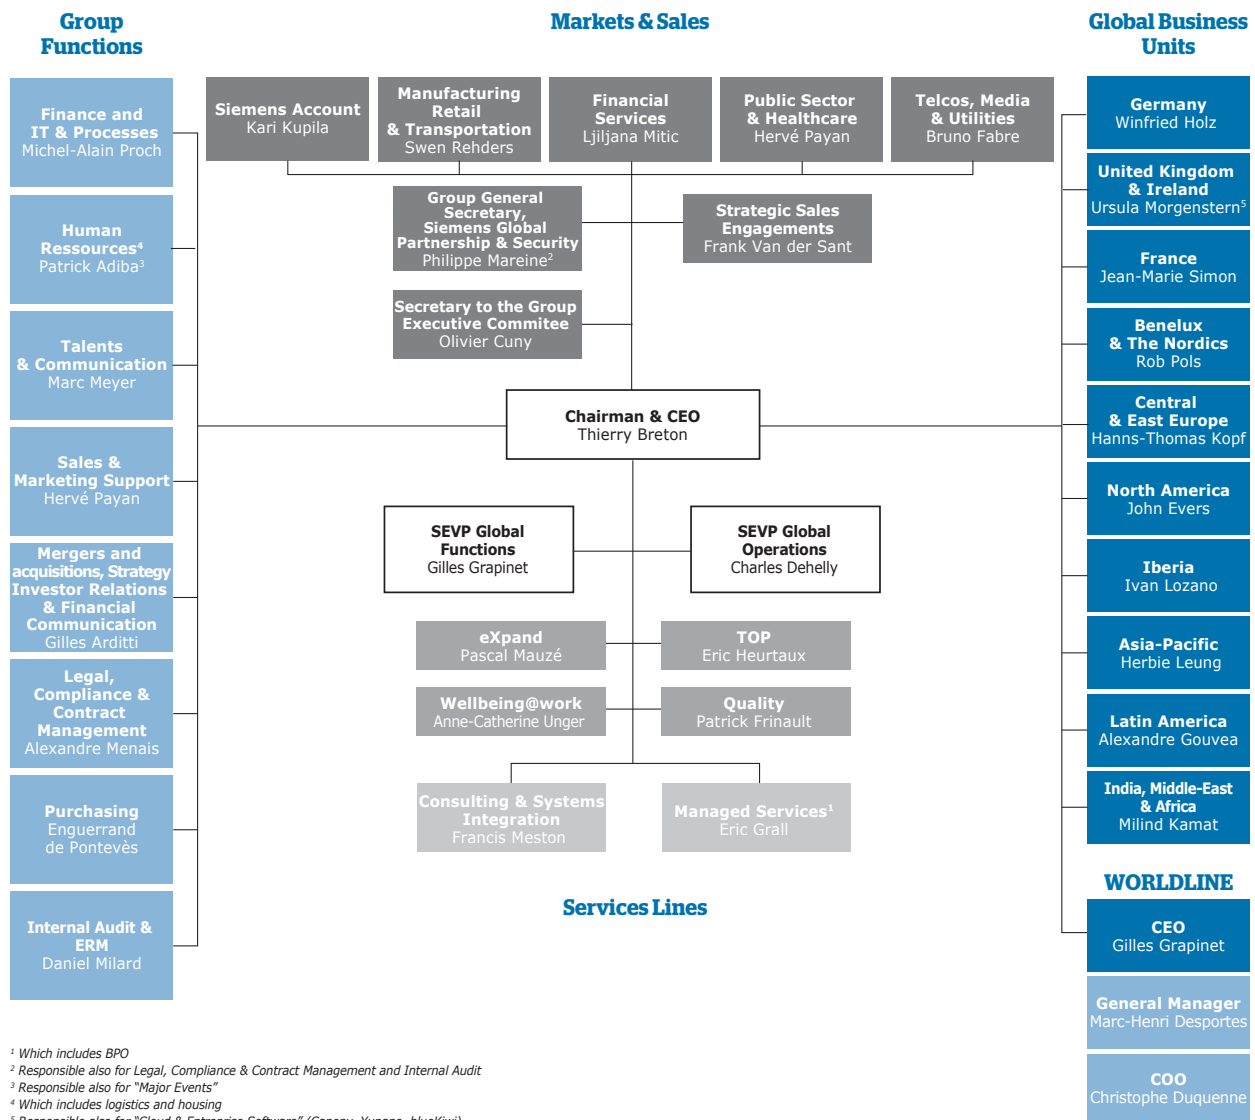 Group
Functions
Markets & Sales
Global Business
Units
Finance and
IT & Processes
Michel-Alain Proch
Human
Ressources⁴
Patrick Adiba³
Talents
& Communication
Marc Meyer
Sales &
Marketing Support
Hervé Payan
Mergers and
acquisitions, Strategy
Investor Relations
& Financial
Communication
Gilles Arditti
Legal,
Compliance &
Contract
Management
Alexandre Menais
Purchasing
Enguerrand
de Pontevès
Internal Audit &
ERM
Daniel Milard
Siemens Account
Kari Kupila
Manufacturing
Retail
& Transportation
Swen Rehders
Financial
Services
Ljiljana Mitic
Public Sector
& Healthcare
Hervé Payan
Telcos, Media
& Utilities
Bruno Fabre
Group General
Secretary,
Siemens Global
Partnership & Security
Philippe Mareine²
Strategic Sales
Engagements
Frank Van der Sant
Secretary to the Group
Executive Commitee
Olivier Cuny
Chairman & CEO
Thierry Breton
SEVP Global
Functions
Gilles Grapinet
SEVP Global
Operations
Charles Dehelly
eXpand
Pascal Mauzé
TOP
Eric Heurtaux
Wellbeing@work
Anne-Catherine Unger
Quality
Patrick Frinault
Consulting & Systems
Integration
Francis Meston
Managed Services¹
Eric Grall
Services Lines
Germany
Winfried Holz
United Kingdom
& Ireland
Ursula Morgenstern⁵
France
Jean-Marie Simon
Benelux
& The Nordics
Rob Pols
Central
& East Europe
Hanns-Thomas Kopf
North America
John Evers
Iberia
Ivan Lozano
Asia-Pacific
Herbie Leung
Latin America
Alexandre Gouvea
India, Middle-East
& Africa
Milind Kamat
WORLDLINE
CEO
Gilles Grapinet
General Manager
Marc-Henri Desportes
COO
Christophe Duquenne
¹ Which includes BPO
² Responsible also for Legal, Compliance & Contract Management and Internal Audit
³ Responsible also for "Major Events"
⁴ Which includes logistics and housing
⁵ Responsible also for "Cloud & Entreprise Software" (Canopy, Yunano, blueKiwi)